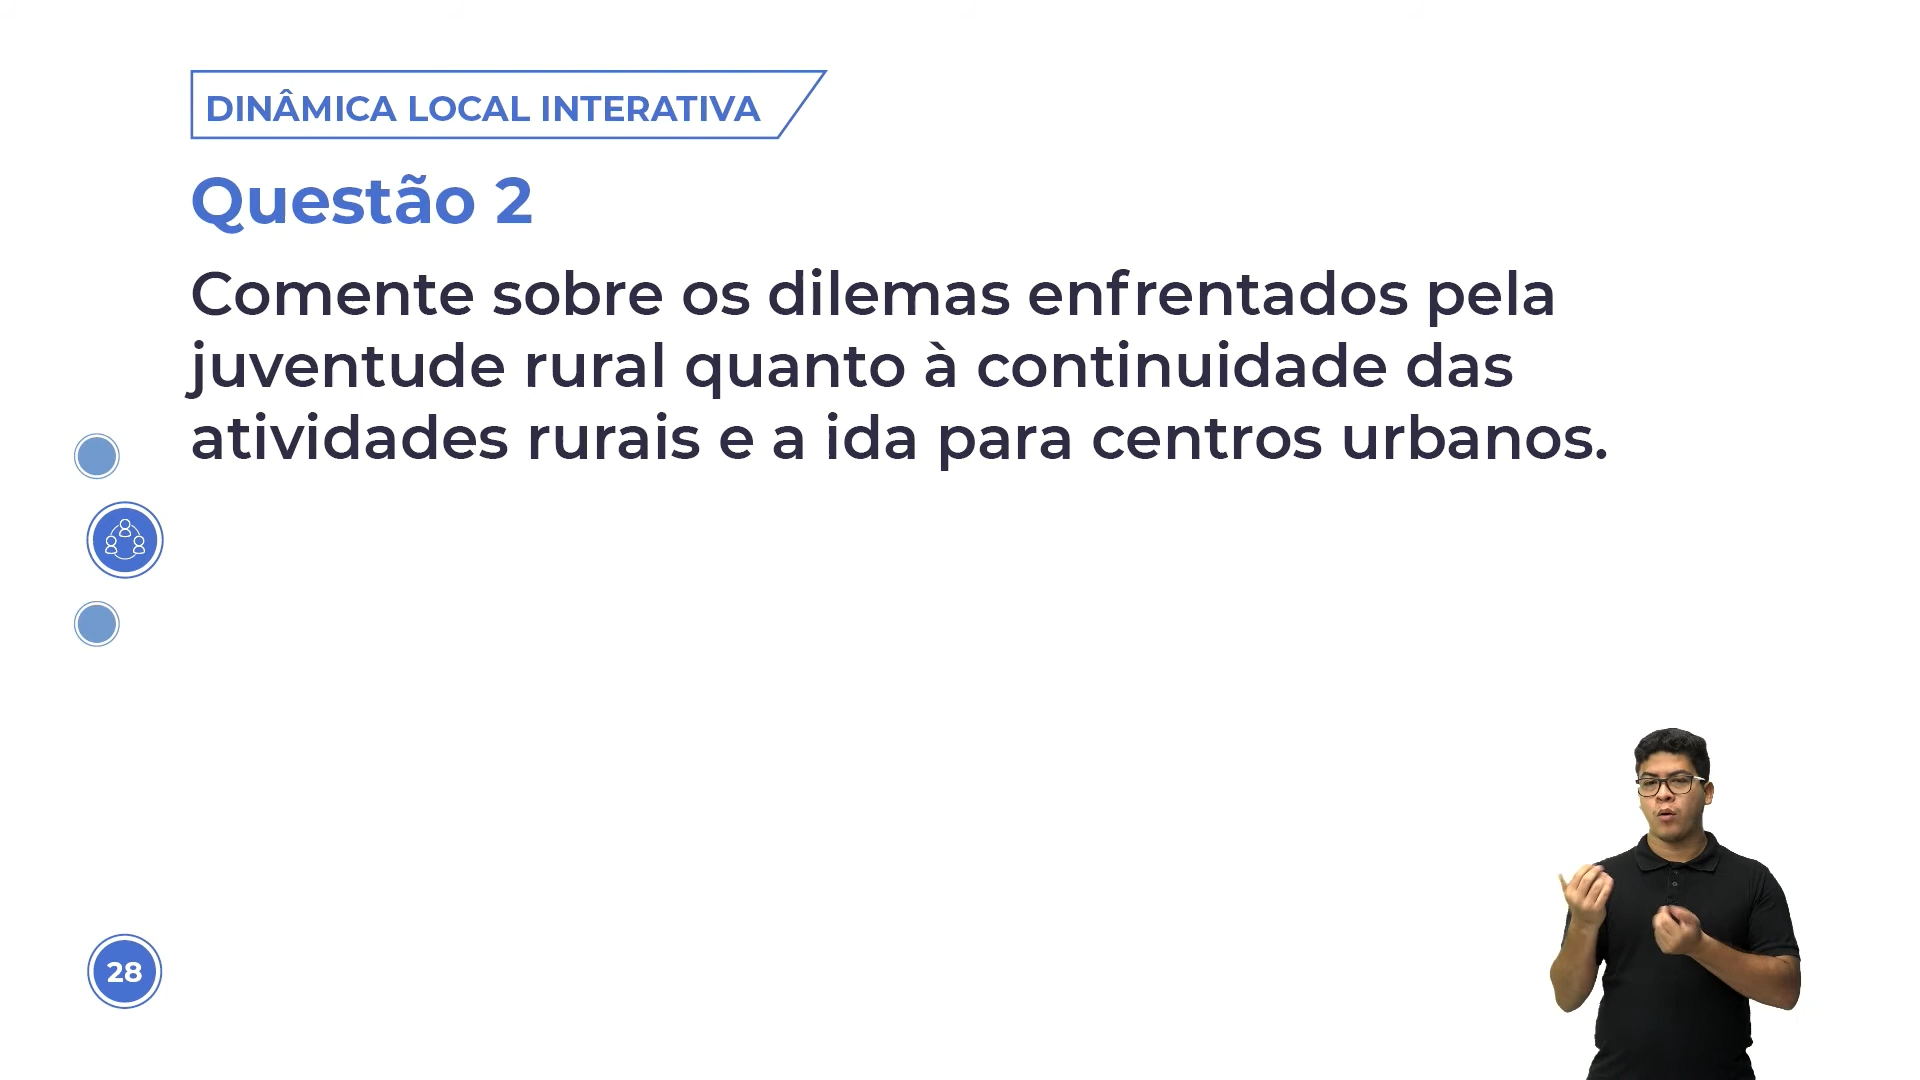 DINÂMICA LOCAL INTERATIVA
Questão 2
Comente sobre os dilemas enfrentados pela
juventude rural quanto à continuidade das
atividades rurais e a ida para centros urbanos.
28